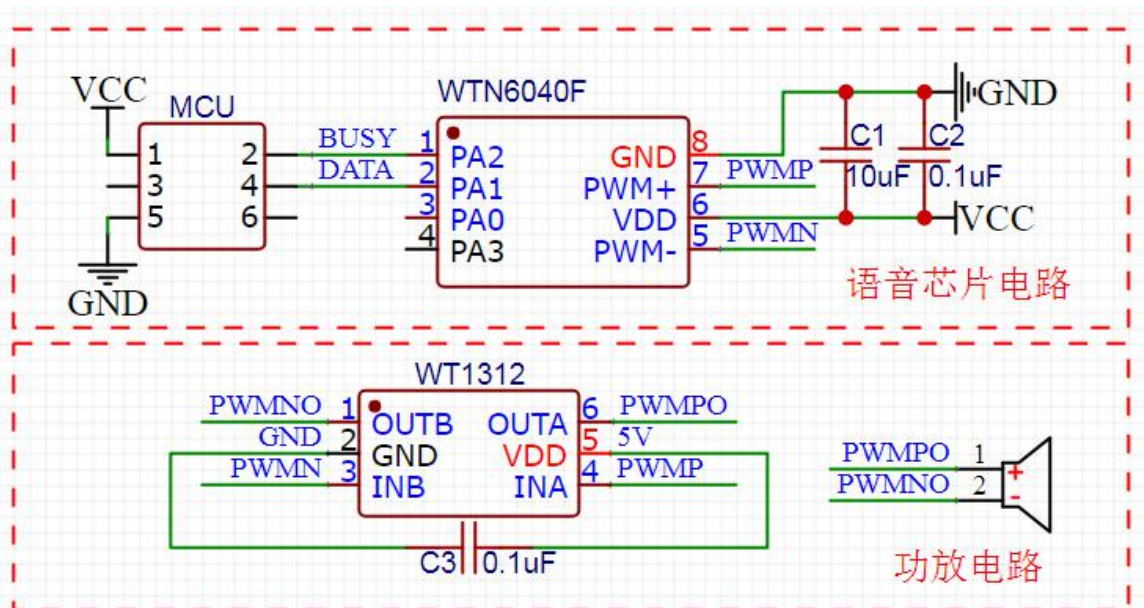 VCC
MCU
1
2
3
4
5
6
GND
BUSY
DATA
WTN6040F
1
PA2
2
PA1
3
PA0
4
PA3
GND
8
PWM+
7
PWMP
VDD
6
PWM-
5
PWMN
C1
10uF
C2
0.1uF
GND
VCC
语音芯片电路
WT1312
PWMNO
1
OUTB
GND
2
GND
PWMN
3
INB
OUTA
6
PWMPO
VDD
5
5V
INA
4
PWMP
C3
0.1uF
PWMPO
1
+
PWMNO
2
-
功放电路